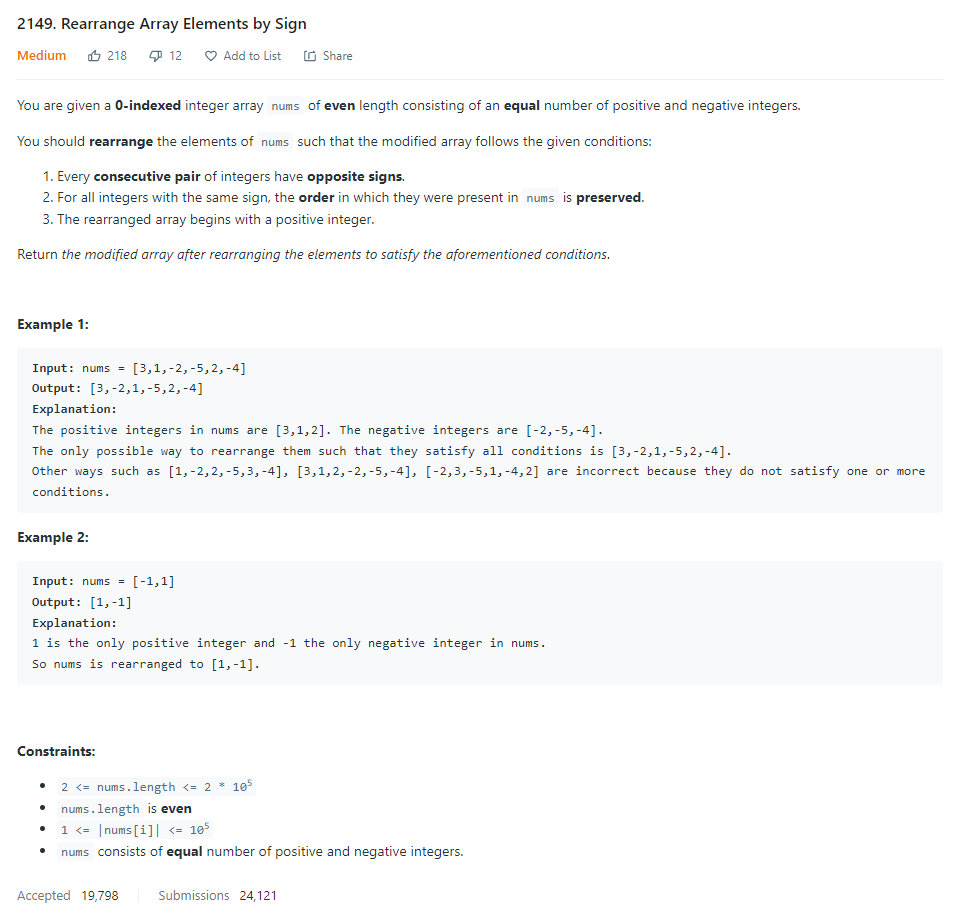 2149. Rearrange Array Elements by Sign
Medium 218 12 Add to List Share
You are given a 0-indexed integer array nums of even length consisting of an equal number of positive and negative integers.
You should rearrange the elements of nums such that the modified array follows the given conditions:
1. Every consecutive pair of integers have opposite signs.
2. For all integers with the same sign, the order in which they were present in nums is preserved.
3. The rearranged array begins with a positive integer.
Return the modified array after rearranging the elements to satisfy the aforementioned conditions.
Example 1:
Input: nums = [3,1,-2,-5,2,-4]
Output: [3,-2,1,-5,2,-4]
Explanation:
The positive integers in nums are [3,1,2]. The negative integers are [-2,-5,-4].
The only possible way to rearrange them such that they satisfy all conditions is [3,-2,1,-5,2,-4].
Other ways such as [1,-2,2,-5,3,-4], [3,1,2,-2,-5,-4], [-2,3,-5,1,-4,2] are incorrect because they do not satisfy one or more
conditions.
Example 2:
Input: nums = [-1,1]
Output: [1,-1]
Explanation:
1 is the only positive integer and -1 the only negative integer in nums.
So nums is rearranged to [1,-1].
Constraints:
• 2 <= nums.length <= 2 * 10⁵
• nums.length is even
• 1 <= |nums[i]| <= 10⁵
• nums consists of equal number of positive and negative integers.
Accepted 19,798 Submissions 24,121